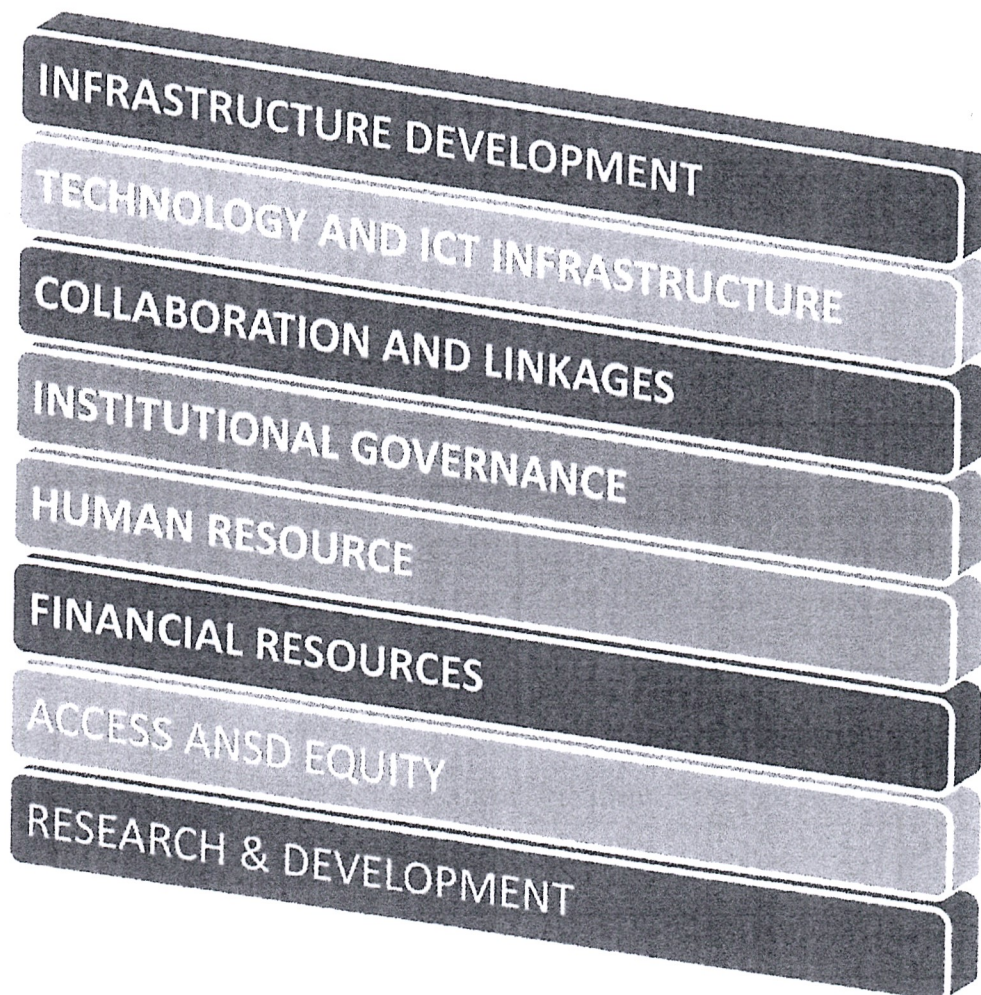 INFRASTRUCTURE DEVELOPMENT
TECHNOLOGY AND ICT INFRASTRUCTURE
COLLABORATION AND LINKAGES
INSTITUTIONAL GOVERNANCE
HUMAN RESOURCE
FINANCIAL RESOURCES
ACCESS ANSD EQUITY
RESEARCH & DEVELOPMENT